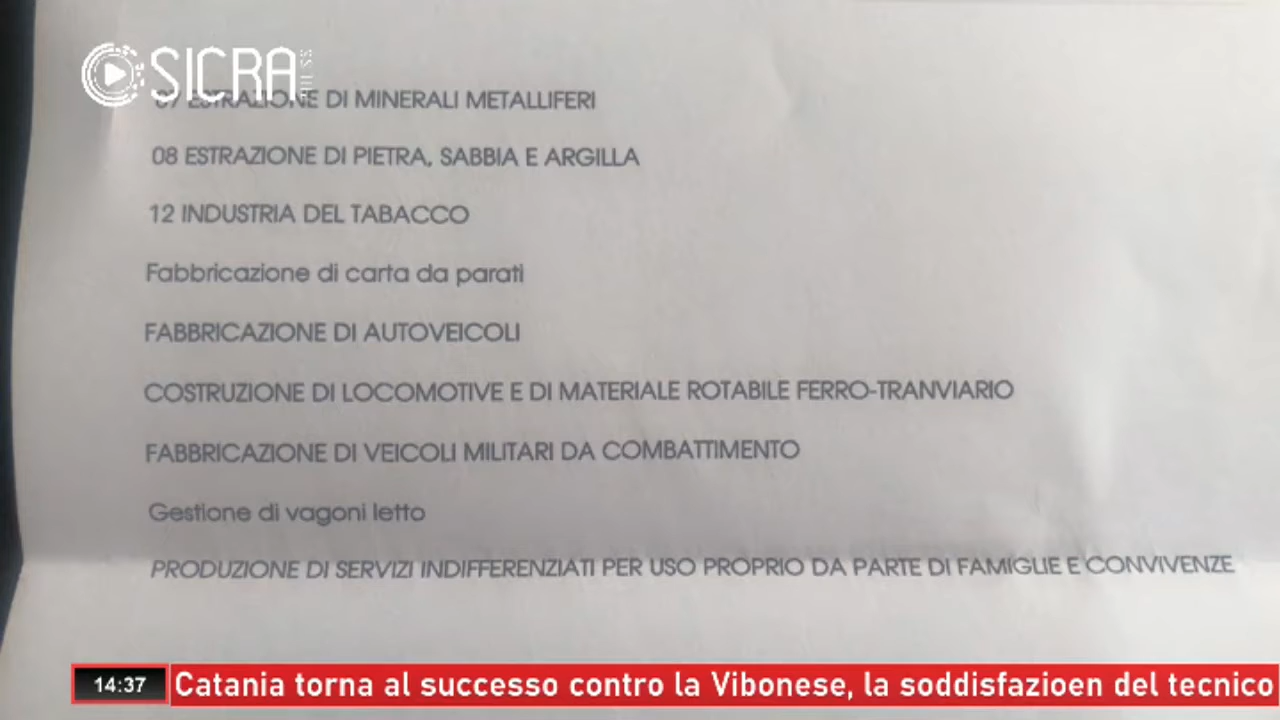 SICRA
PRESS
07 ESTRAZIONE DI MINERALI METALLIFERI
08 ESTRAZIONE DI PIETRA, SABBIA E ARGILLA
12 INDUSTRIA DEL TABACCO
Fabbricazione di carta da parati
FABBRICAZIONE DI AUTOVEICOLI
COSTRUZIONE DI LOCOMOTIVE E DI MATERIALE ROTABILE FERRO-TRANVIARIO
FABBRICAZIONE DI VEICOLI MILITARI DA COMBATTIMENTO
Gestione di vagoni letto
PRODUZIONE DI SERVIZI INDIFFERENZIATI PER USO PROPRIO DA PARTE DI FAMIGLIE E CONVIVENZE
14:37 Catania torna al successo contro la Vibonese, la soddisfazioen del tecnico